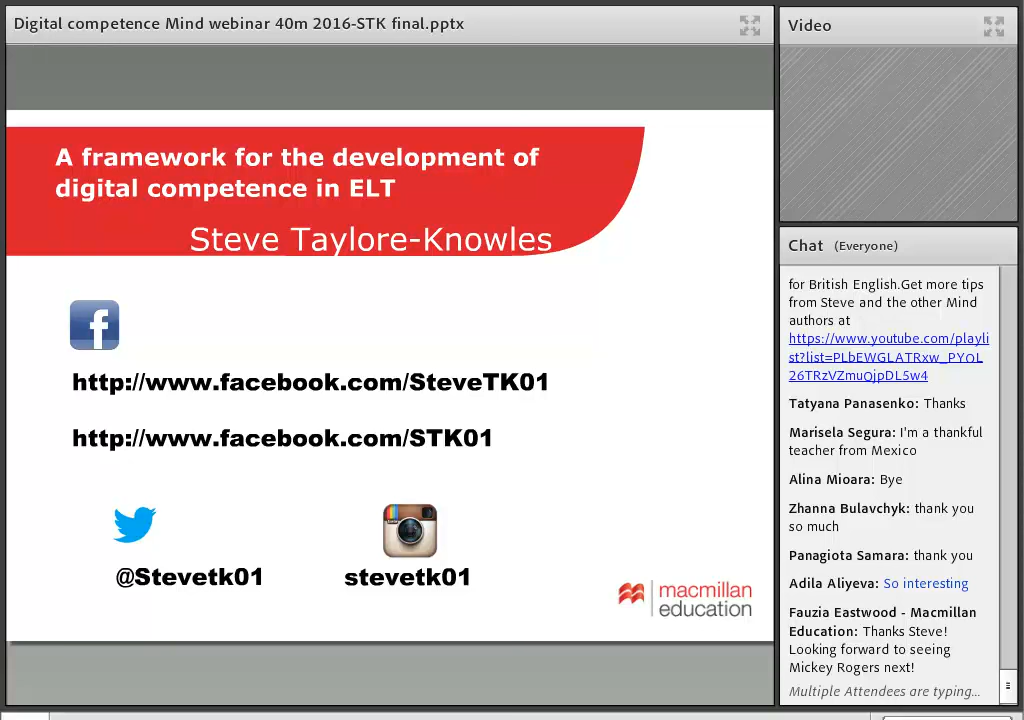 Digital competence Mind webinar 40m 2016-STK final.pptx
A framework for the development of
digital competence in ELT
Steve Taylore-Knowles
http://www.facebook.com/SteveTK01
http://www.facebook.com/STK01
@Stevetk01
stevetk01
macmillan
education
Video
Chat (Everyone)
for British English.Get more tips
from Steve and the other Mind
authors at
https://www.youtube.com/playli
st?list=PLbEWGLATRxw_PYOL
26TRzVZmuQjpDL5w4
Tatyana Panasenko: Thanks
Marisela Segura: I'm a thankful
teacher from Mexico
Alina Mioara: Bye
Zhanna Bulavchyk: thank you
so much
Panagiota Samara: thank you
Adila Aliyeva: So interesting
Fauzia Eastwood - Macmillan
Education: Thanks Steve!
Looking forward to seeing
Mickey Rogers next!
Multiple Attendees are typing...